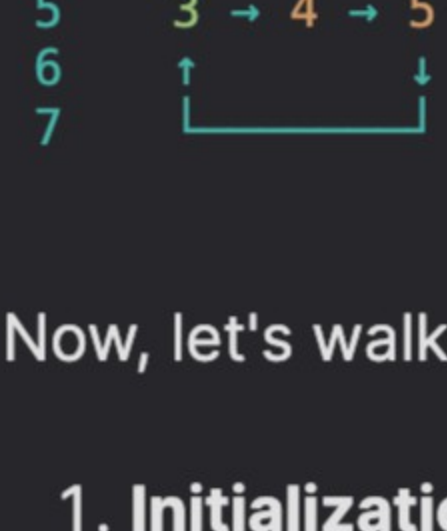 5 3 → 4 → 5
6 ↑ ↓
7 └───────┘
Now, let's walk
1. Initializatio